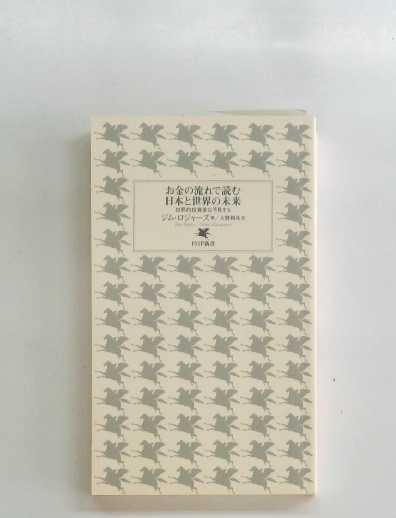 お金の流れで読む
日本と世界の未来
世界的投資家は予見する
ジム・ロジャーズ 著／大野和基 訳
PHP新書